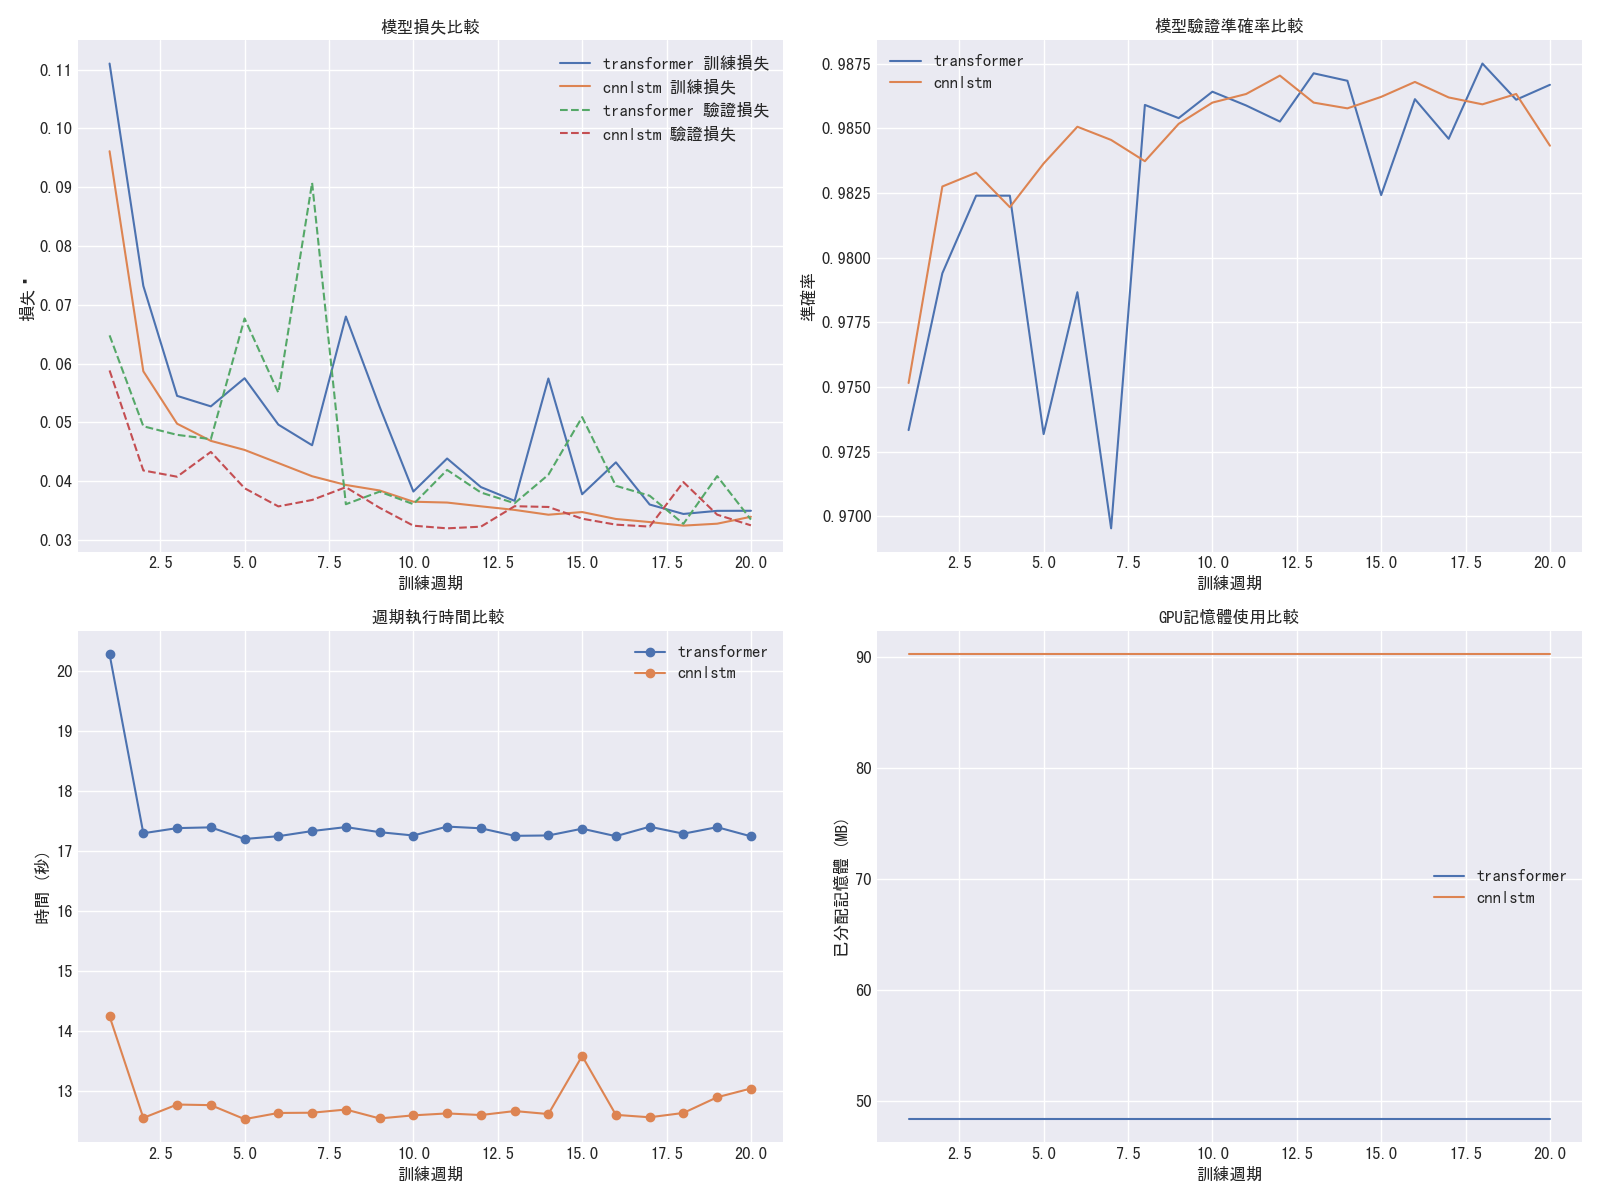 模型損失比較
損失
0.11
0.10
0.09
0.08
0.07
0.06
0.05
0.04
0.03
transformer 訓練損失
cnnlstm 訓練損失
transformer 驗證損失
cnnlstm 驗證損失
2.5 5.0 7.5 10.0 12.5 15.0 17.5 20.0
訓練週期
模型驗證準確率比較
準確率
0.9875
0.9850
0.9825
0.9800
0.9775
0.9750
0.9725
0.9700
transformer
cnnlstm
2.5 5.0 7.5 10.0 12.5 15.0 17.5 20.0
訓練週期
週期執行時間比較
時間 (秒)
20
19
18
17
16
15
14
13
transformer
cnnlstm
2.5 5.0 7.5 10.0 12.5 15.0 17.5 20.0
訓練週期
GPU記憶體使用比較
已分配記憶體 (MB)
90
80
70
60
50
transformer
cnnlstm
2.5 5.0 7.5 10.0 12.5 15.0 17.5 20.0
訓練週期